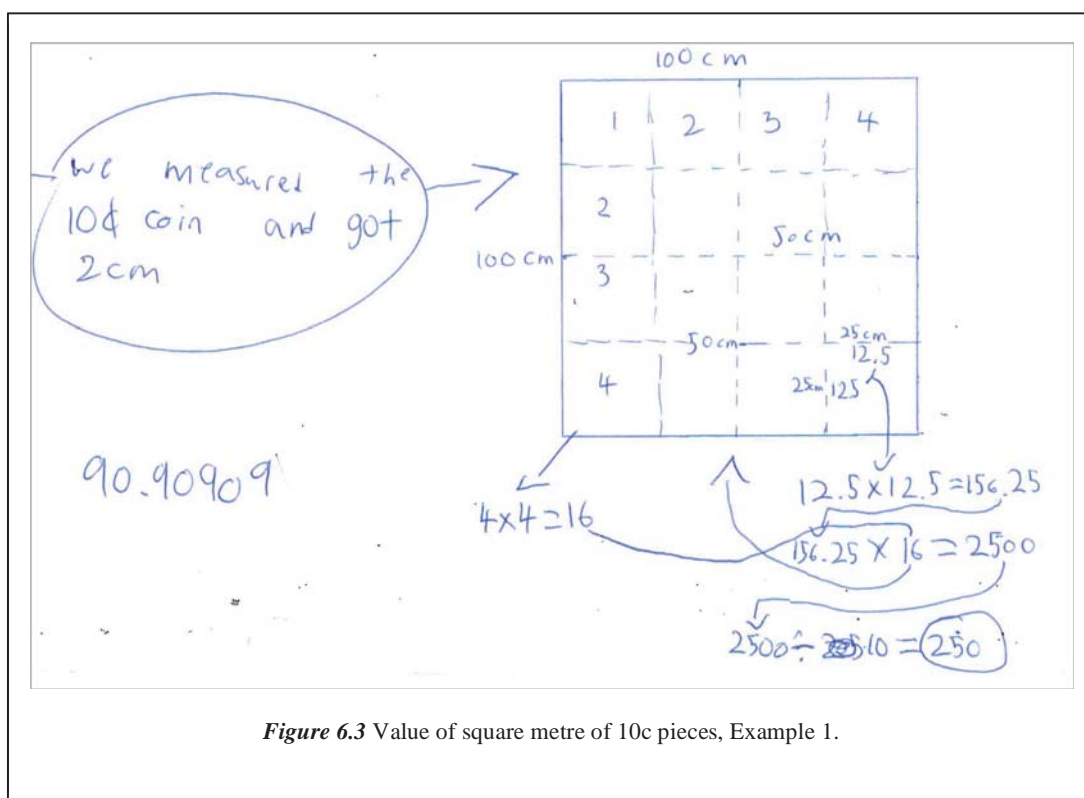 100 cm
we measured the
10¢ coin and got
2cm
1 2 3 4
2
50cm
100 cm
3
50cm
25cm
12.5
4
25cm 125
90.90909
4x4=16
12.5x12.5=156.25
156.25 x 16 = 2500
2500÷ 10 = 250
Figure 6.3 Value of square metre of 10c pieces, Example 1.